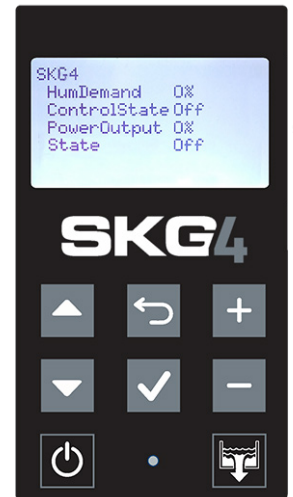 SKG4
HumDemand 0%
ControlState Off
PowerOutput 0%
State Off
SKG4